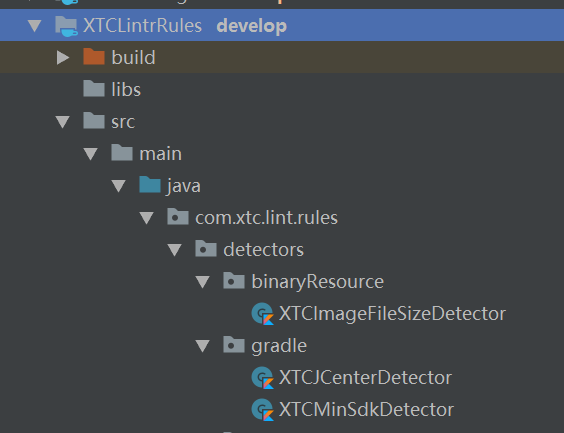 XTCLintrRules develop
build
libs
src
main
java
com.xtc.lint.rules
detectors
binaryResource
XTCImageFileSizeDetector
gradle
XTCJCenterDetector
XTCMinSdkDetector